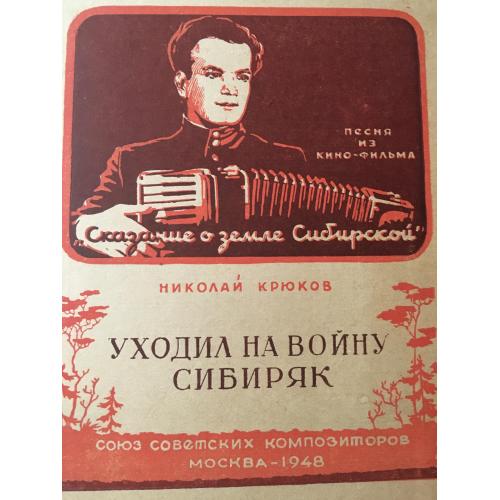 ПЕСНЯ
ИЗ
КИНО-ФИЛЬМА
„Сказание о земле Сибирской"
НИКОЛАЙ КРЮКОВ
УХОДИЛ НА ВОЙНУ
СИБИРЯК
СОЮЗ СОВЕТСКИХ КОМПОЗИТОРОВ
МОСКВА-1948